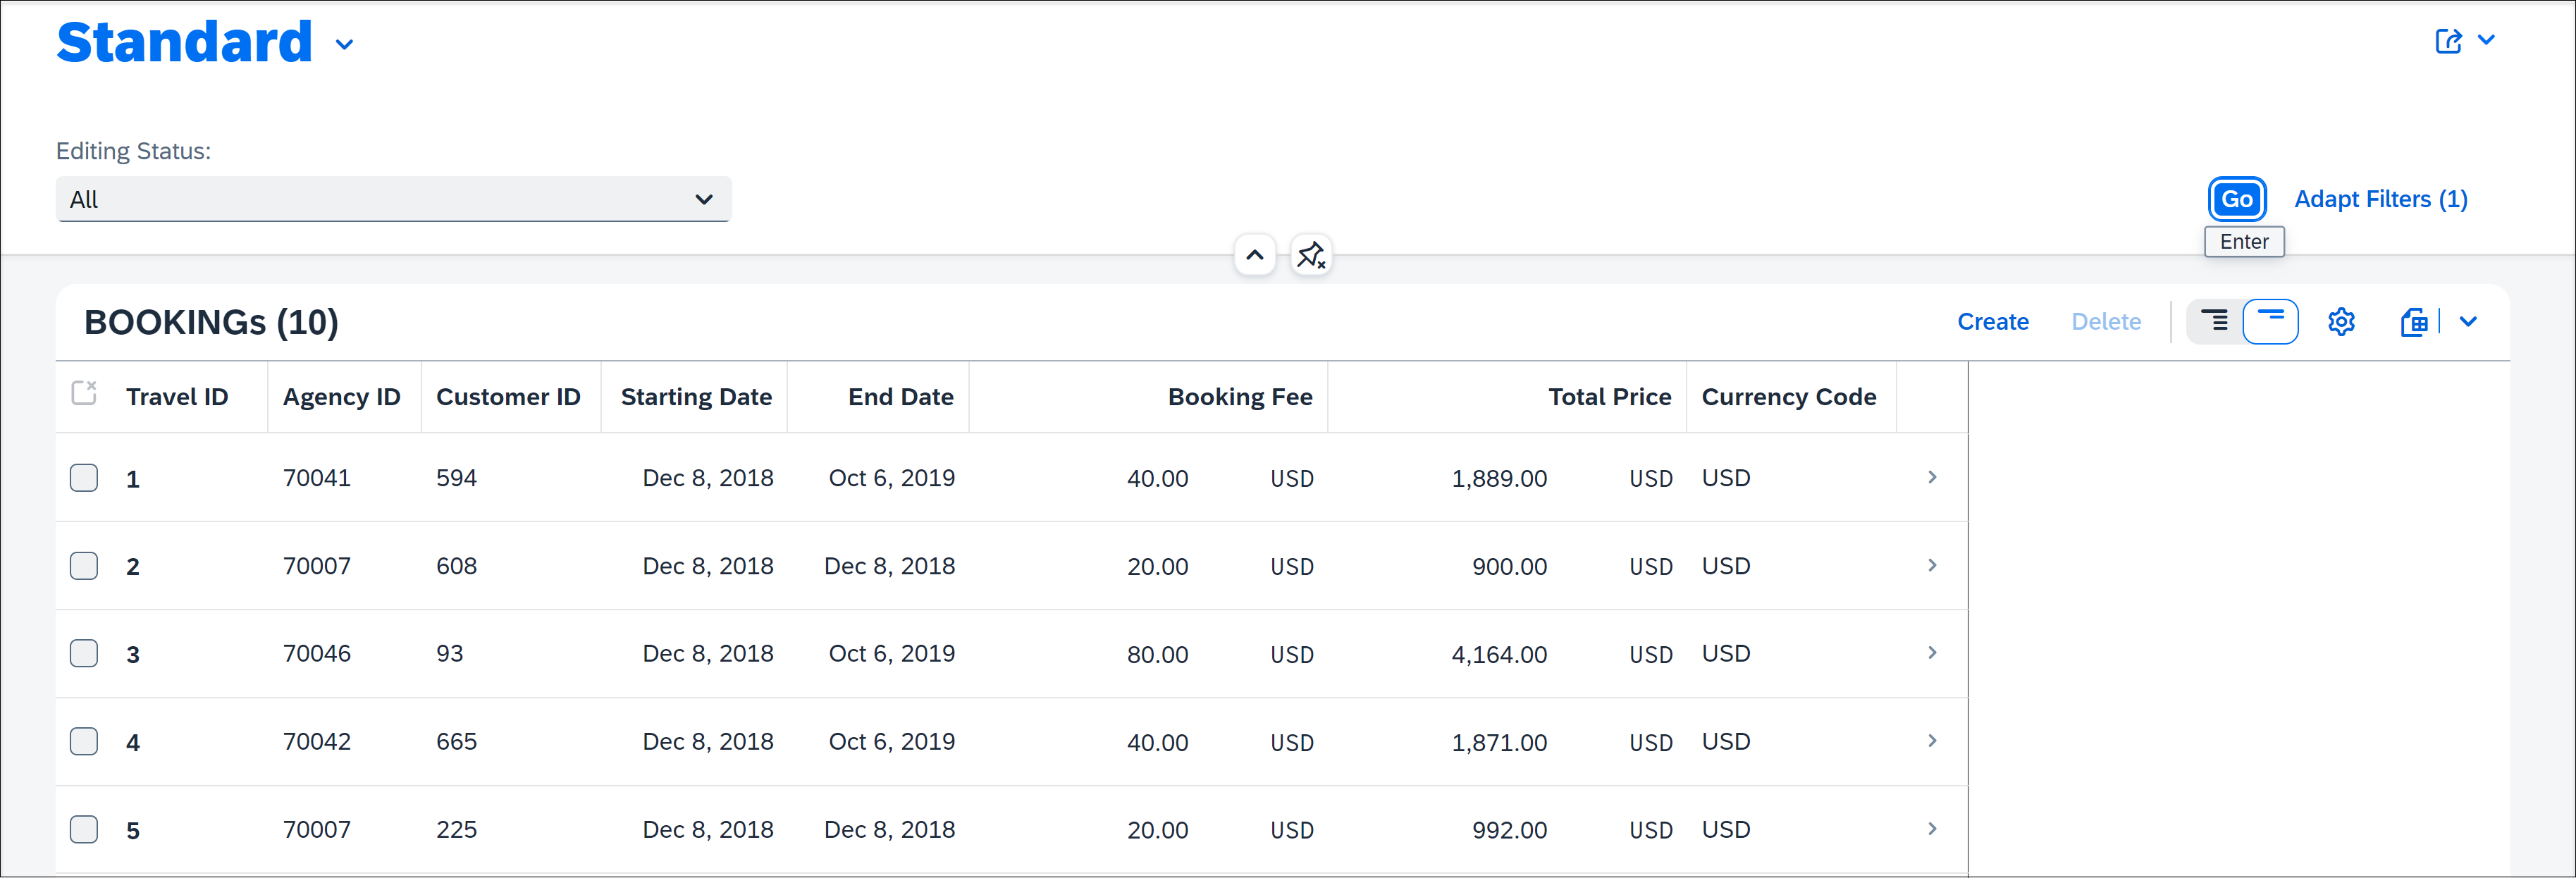 Standard
Editing Status:
All
Go Adapt Filters (1)
Enter
BOOKINGs (10) Create Delete
Travel ID Agency ID Customer ID Starting Date End Date Booking Fee Total Price Currency Code
1 70041 594 Dec 8, 2018 Oct 6, 2019 40.00 USD 1,889.00 USD USD
2 70007 608 Dec 8, 2018 Dec 8, 2018 20.00 USD 900.00 USD USD
3 70046 93 Dec 8, 2018 Oct 6, 2019 80.00 USD 4,164.00 USD USD
4 70042 665 Dec 8, 2018 Oct 6, 2019 40.00 USD 1,871.00 USD USD
5 70007 225 Dec 8, 2018 Dec 8, 2018 20.00 USD 992.00 USD USD